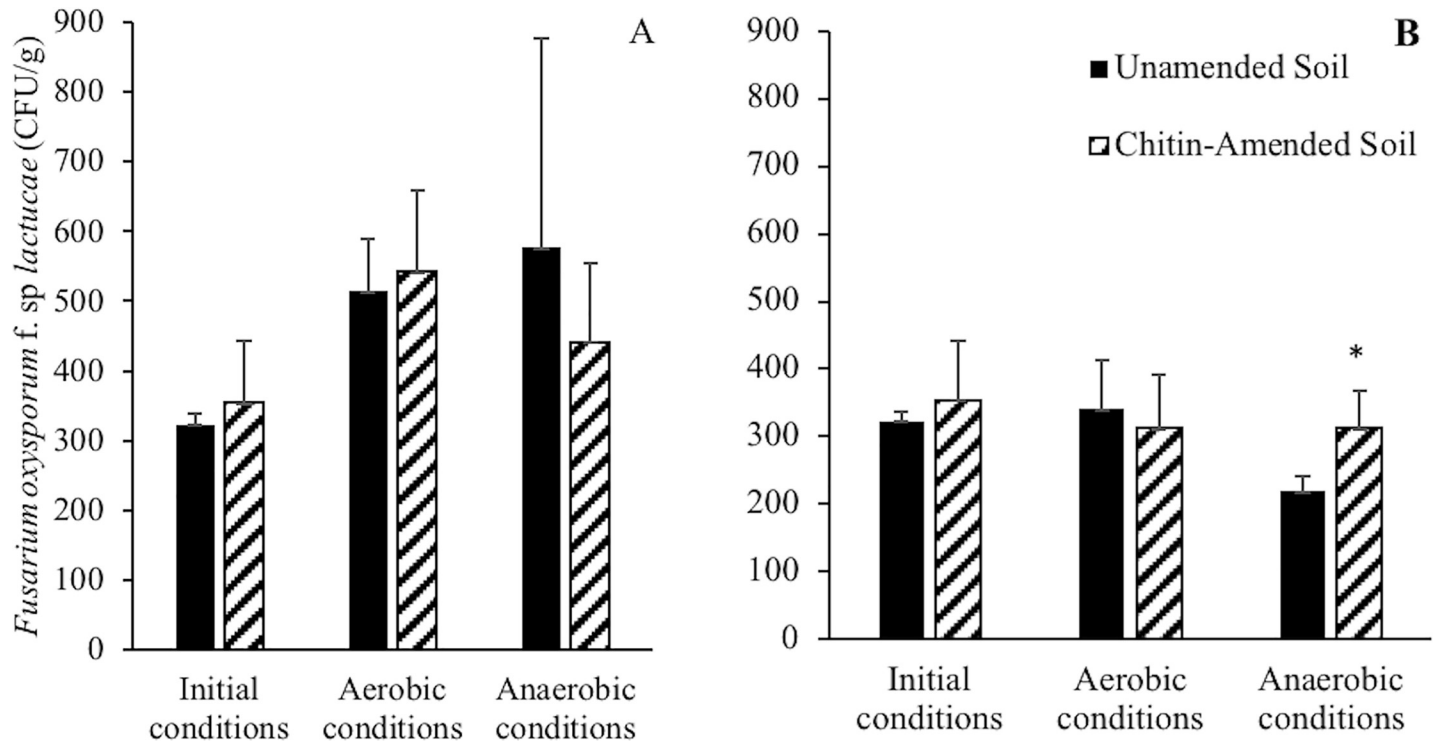 Fusarium oxysporum f. sp lactucae (CFU/g)
900
800
700
600
500
400
300
200
100
0
A
Initial
conditions
Aerobic
conditions
Anaerobic
conditions
900
800
700
600
500
400
300
200
100
0
B
Unamended Soil
Chitin-Amended Soil
*
Initial
conditions
Aerobic
conditions
Anaerobic
conditions